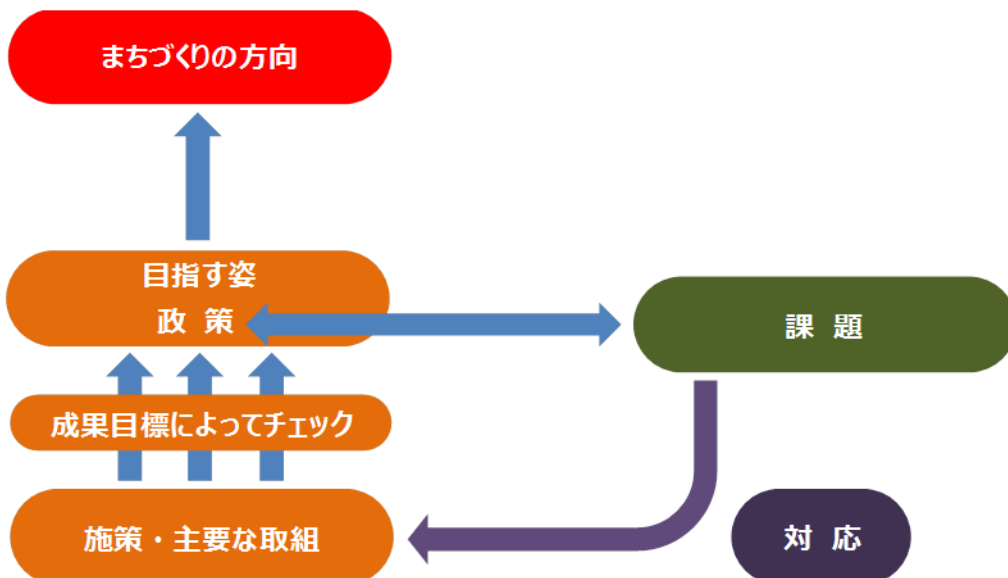 まちづくりの方向
目指す姿
政 策
課 題
成果目標によってチェック
施策・主要な取組
対 応